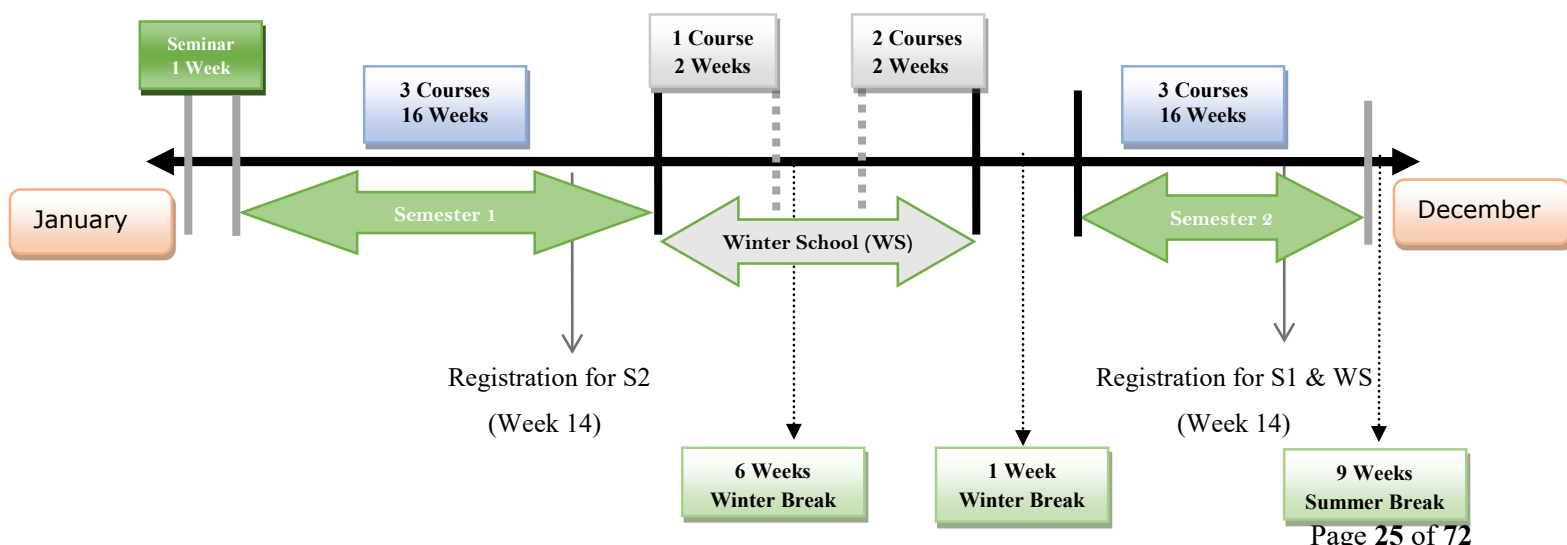 Seminar
1 Week
3 Courses
16 Weeks
1 Course
2 Weeks
2 Courses
2 Weeks
3 Courses
16 Weeks
January
Semester 1
Winter School (WS)
Semester 2
December
Registration for S2
(Week 14)
Registration for S1 & WS
(Week 14)
6 Weeks
Winter Break
1 Week
Winter Break
9 Weeks
Summer Break
Page 25 of 72